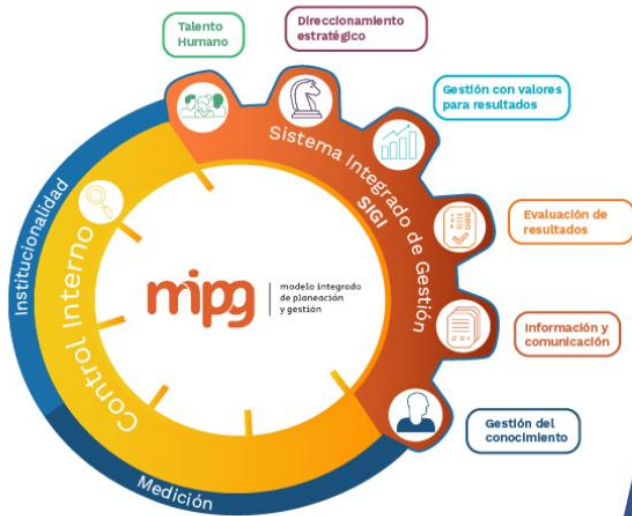 Talento
Humano
Direccionamiento
estratégico
Gestión con valores
para resultados
Evaluación de
resultados
Información y
comunicación
Gestión del
conocimiento
Sistema Integrado de Gestión
SIGI
Institucionalidad
Control Interno
Medición
mipg
modelo integrado
de planeación
y gestión